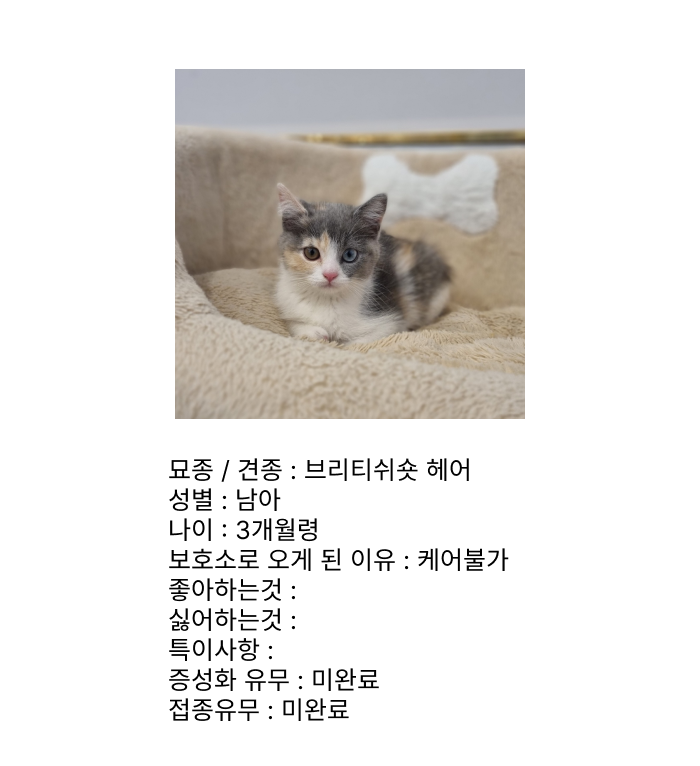 묘종 / 견종 : 브리티쉬숏 헤어
성별 : 남아
나이 : 3개월령
보호소로 오게 된 이유 : 케어불가
좋아하는것 :
싫어하는것 :
특이사항 :
증성화 유무 : 미완료
접종유무 : 미완료